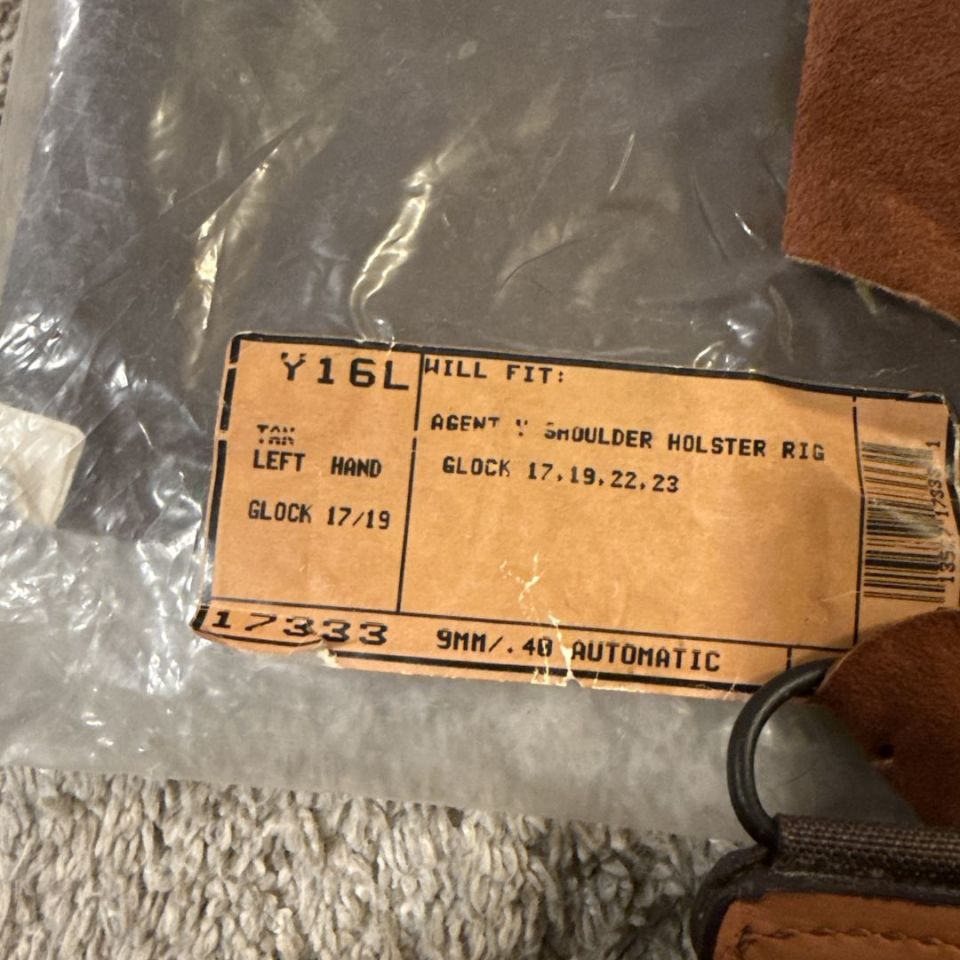 Y16L
TAN
LEFT HAND
GLOCK 17/19
WILL FIT:
AGENT Y SHOULDER HOLSTER RIG
GLOCK 17,19,22,23
17333
9MM/.40 AUTOMATIC